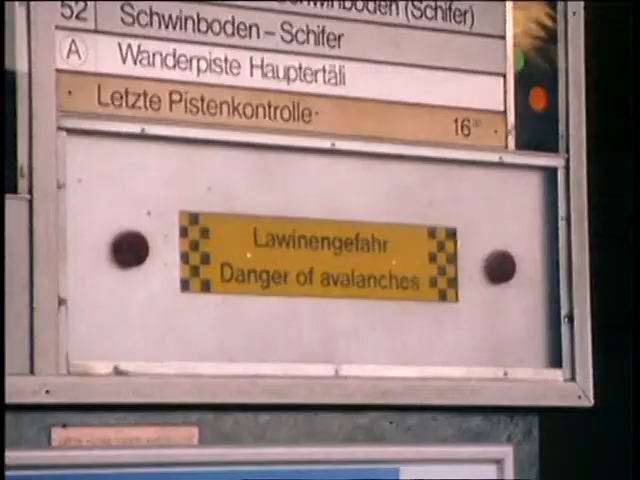 Schwinboden (Schifer)
52 Schwinboden – Schifer
A Wanderpiste Hauptertäli
Letzte Pistenkontrolle 16
Lawinengefahr
Danger of avalanches